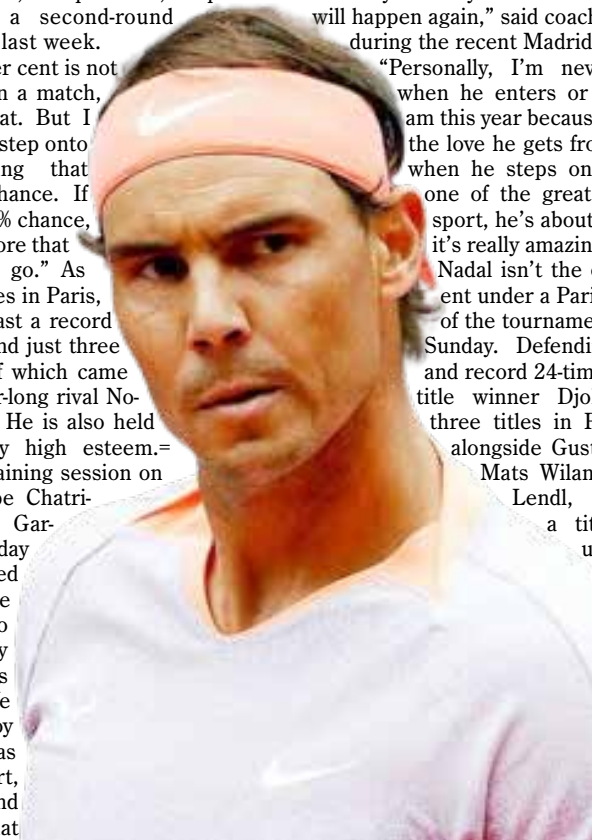 a second-round
last week.
er cent is not
n a match,
at. But I
step onto
ng that
hance. If
% chance,
ore that
go.” As
es in Paris,
ast a record
nd just three
f which came
r-long rival No-
He is also held
y high esteem.=
aining session on
pe Chatri-
Gar-
day
ed
e
o
y
s
e
by
as
rt,
nd
at
will happen again,” said coach
during the recent Madrid
“Personally, I’m nev
when he enters or
am this year becaus
the love he gets fro
when he steps on
one of the great
sport, he’s about
it’s really amazin
Nadal isn’t the
ent under a Pari
of the tourname
Sunday. Defendi
and record 24-tim
title winner Djo
three titles in
alongside Gust
Mats Wilan
Lendl,
a tit
u